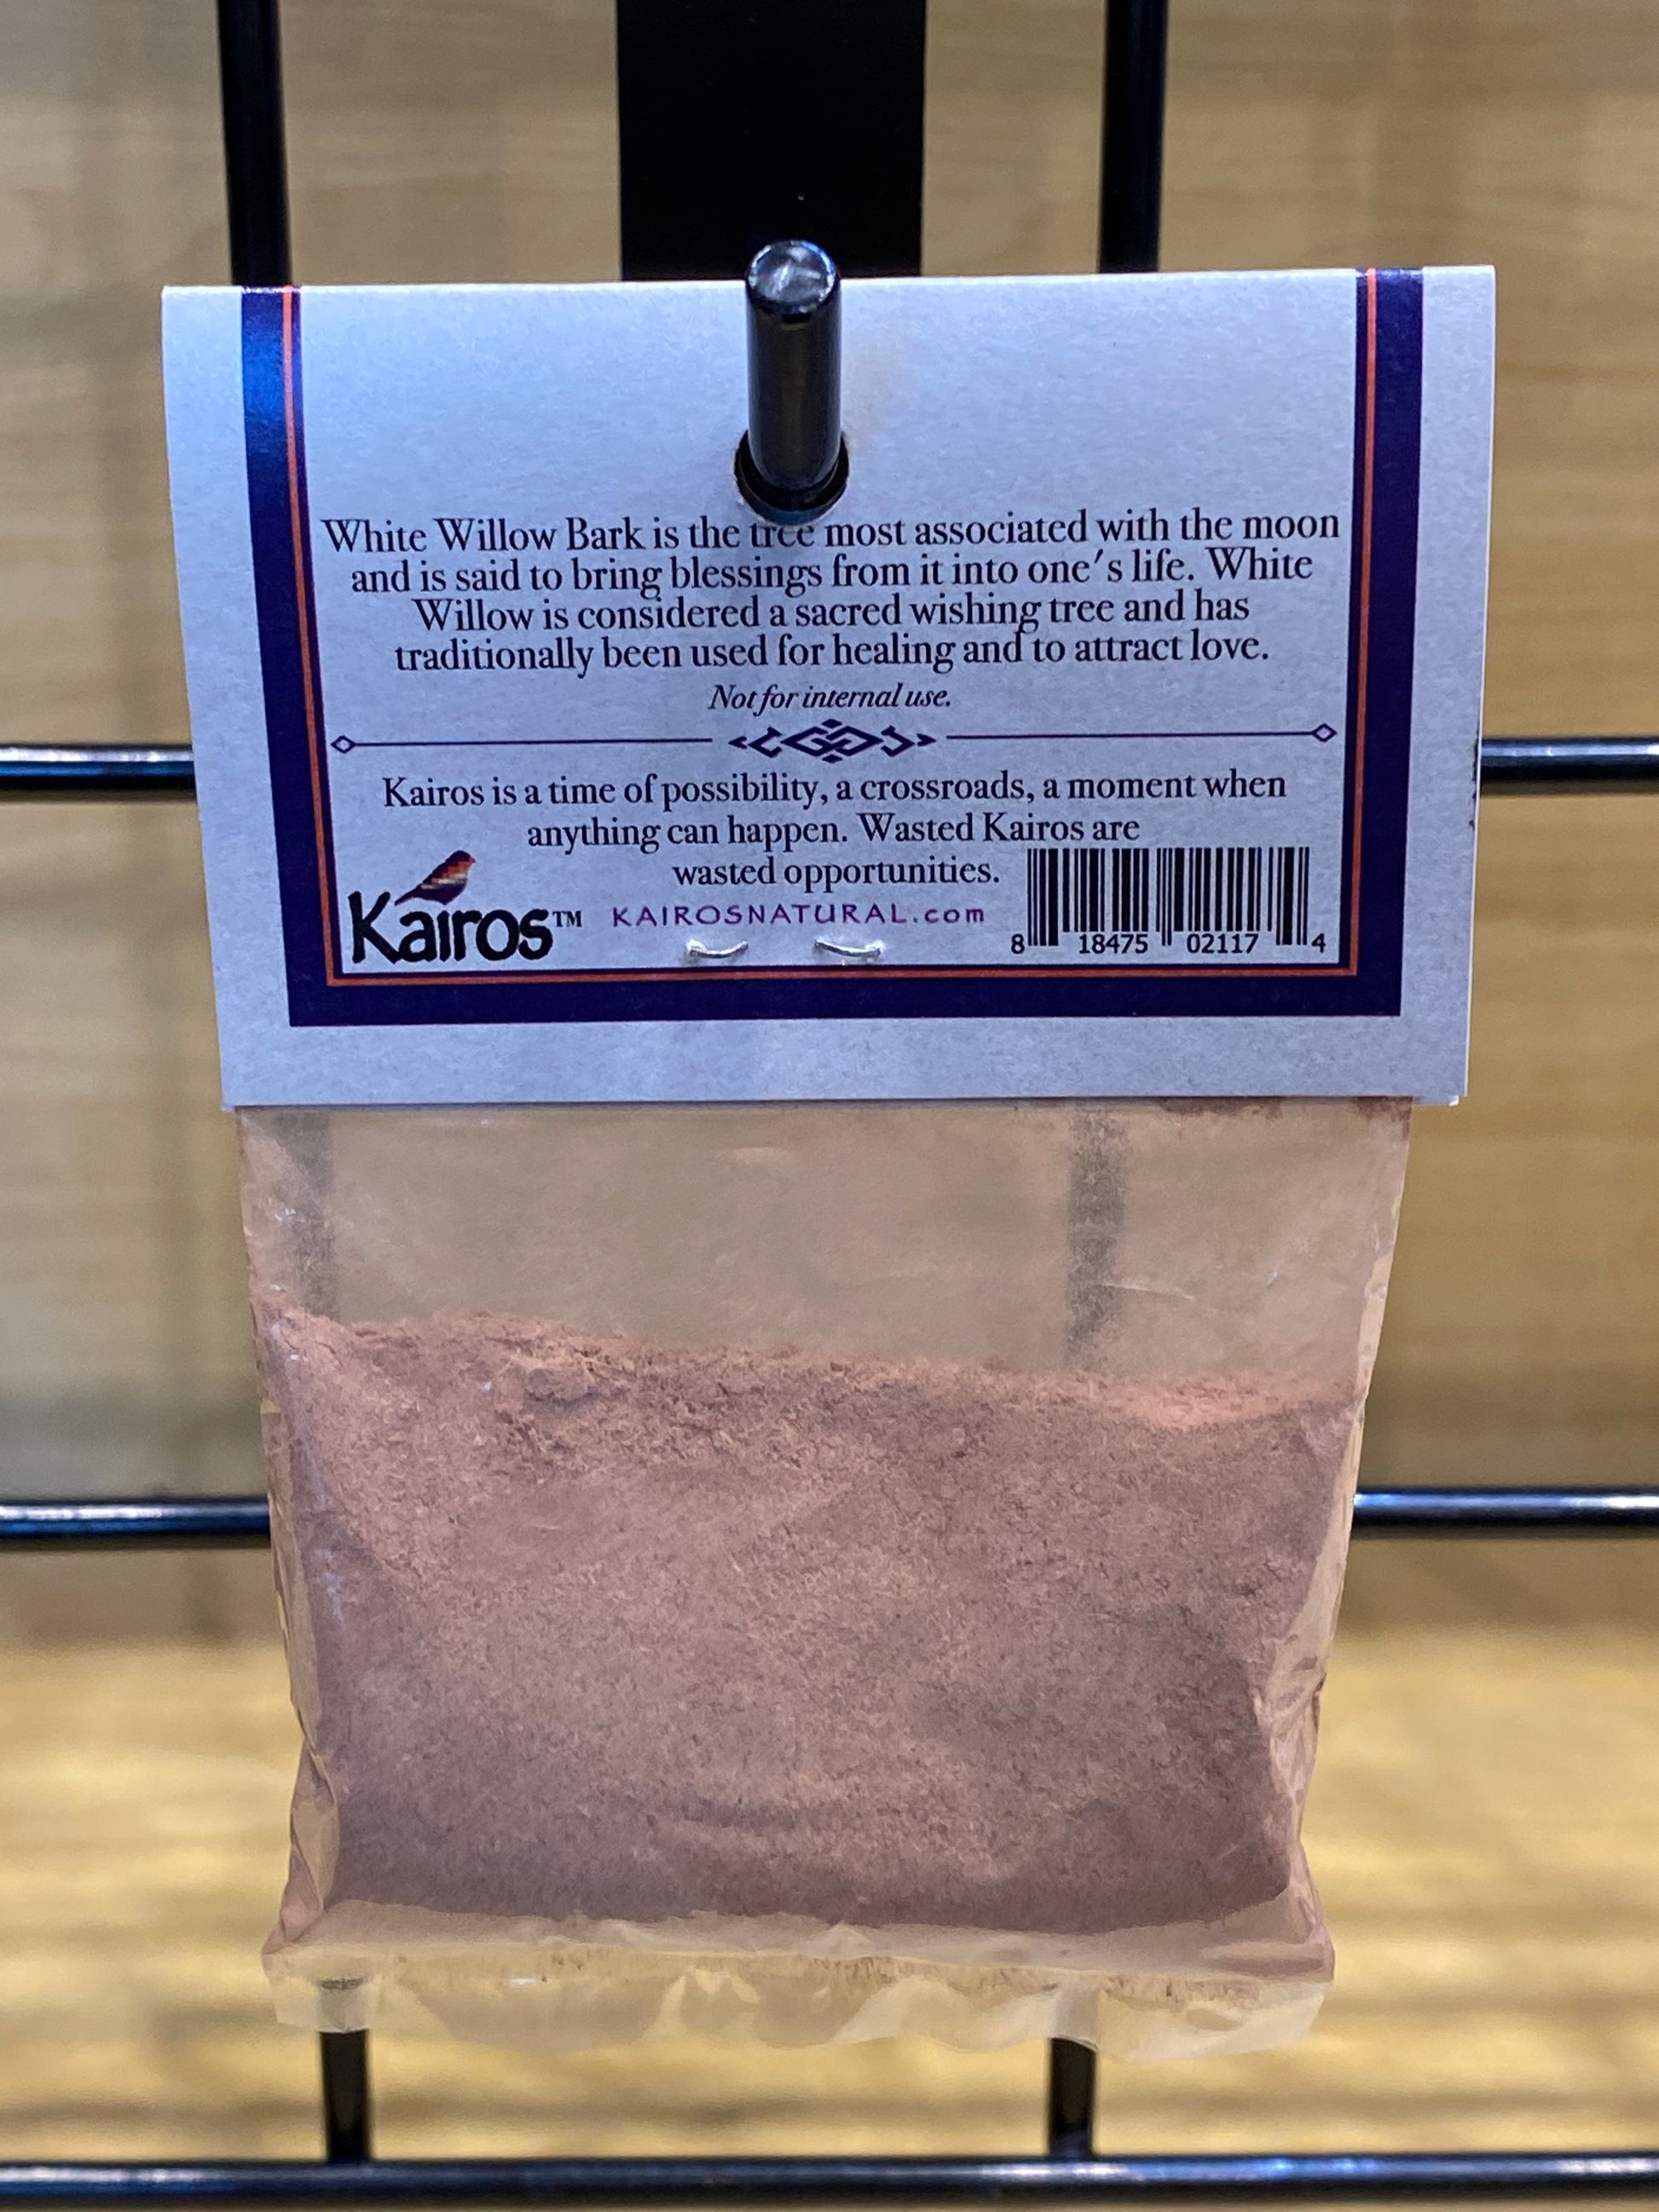 White Willow Bark is the tree most associated with the moon
and is said to bring blessings from it into one's life. White
Willow is considered a sacred wishing tree and has
traditionally been used for healing and to attract love.
Not for internal use.
Kairos is a time of possibility, a crossroads, a moment when
anything can happen. Wasted Kairos are
wasted opportunities.
Kairos™ KAIROSNATURAL.com
8 18475 02117 4